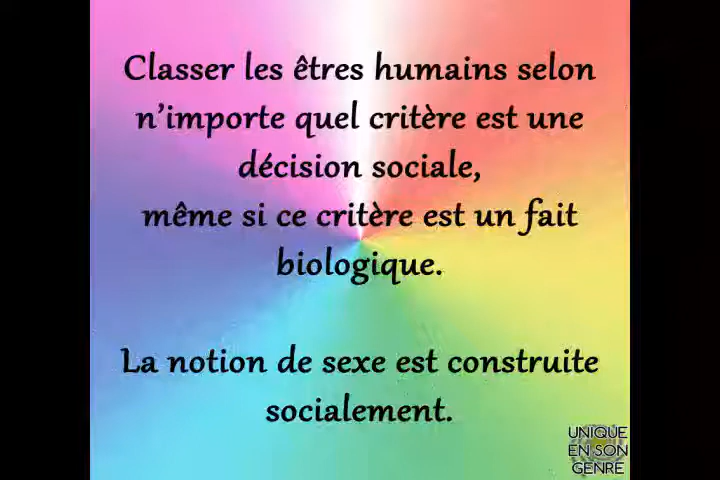 Classer les êtres humains selon
n'importe quel critère est une
décision sociale,
même si ce critère est un fait
biologique.
La notion de sexe est construite
socialement.
UNIQUE
EN SON
GENRE